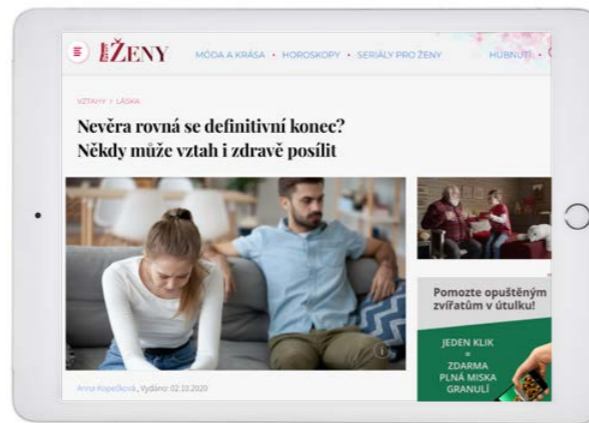 ŽENY
MÓDA A KRÁSA • HOROSKOPY • SERIÁLY PRO ŽENY
HUBNUTÍ •
VZTAHY > LÁSKA
Nevěra rovná se definitivní konec?
Někdy může vztah i zdravě posílit
Pomozte opuštěným
zvířatům v útulku!
JEDEN KLIK
=
ZDARMA
PLNÁ MISKA
GRANULÍ
Anna Kopečková, Vydáno: 02.10.2020